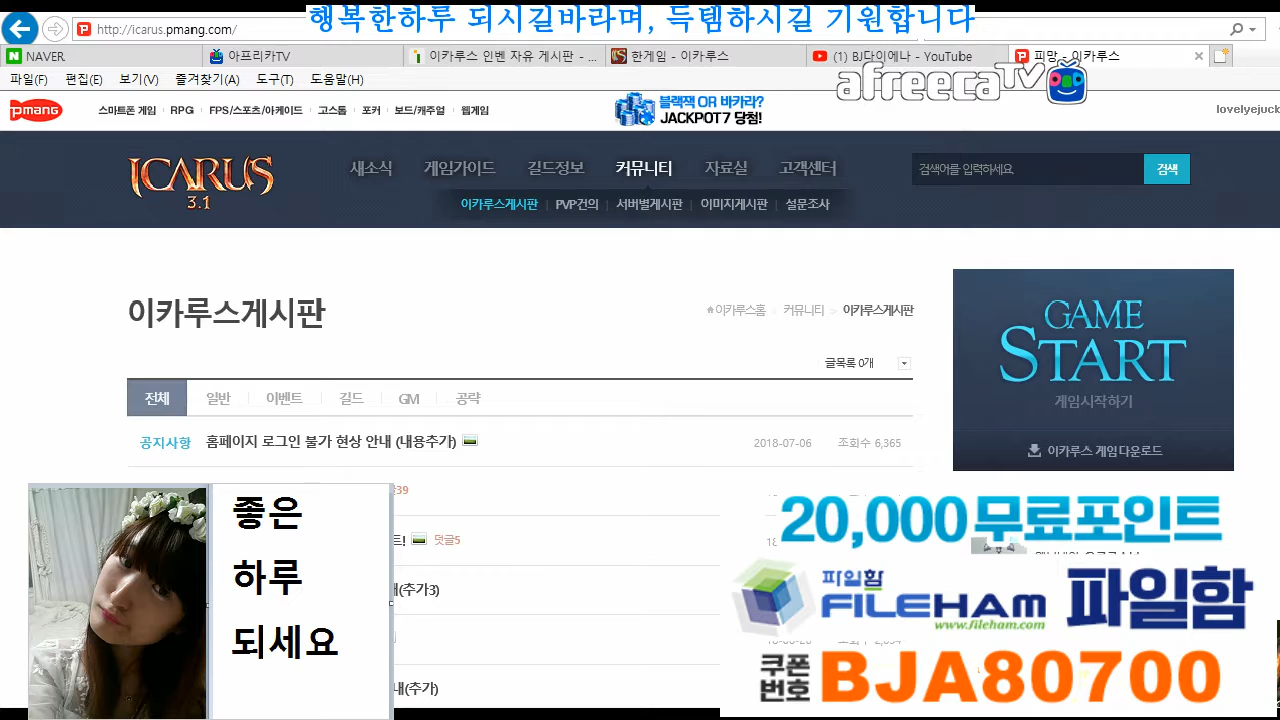 행복한하루 되시길바라며, 득템하시길 기원합니다
http://icarus.pmang.com/
NAVER
아프리카TV
이카루스 인벤 자유 게시판 - ...
한게임 - 이카루스
(1) BJ다이에나 - YouTube
피망 - 이카루스
파일(F) 편집(E) 보기(V) 즐겨찾기(A) 도구(T) 도움말(H)
afreecaTV
pmang
스마트폰 게임 RPG FPS/스포츠/아케이드 고스톱 포커 보드/캐주얼 웹게임
블랙잭 OR 바카라?
JACKPOT7 당첨!
lovelyejuck
ICARUS
3.1
새소식 게임가이드 길드정보 커뮤니티 자료실 고객센터
검색어를 입력하세요
검색
이카루스게시판 PVP건의 서버별게시판 이미지게시판 설문조사
이카루스게시판
이카루스홈 커뮤니티 > 이카루스게시판
글목록 0개
전체 일반 이벤트 길드 GM 공략
공지사항 홈페이지 로그인 불가 현상 안내 (내용추가) 2018-07-06 조회수 6,365
GAME
START
게임시작하기
이카루스 게임 다운로드
39
트! 덧글5
내(추가3)
내(추가)
좋은
하루
되세요
20,000무료포인트
파일함
FILEHAM
www.fileham.com
파일함
쿠폰
번호
BJA80700